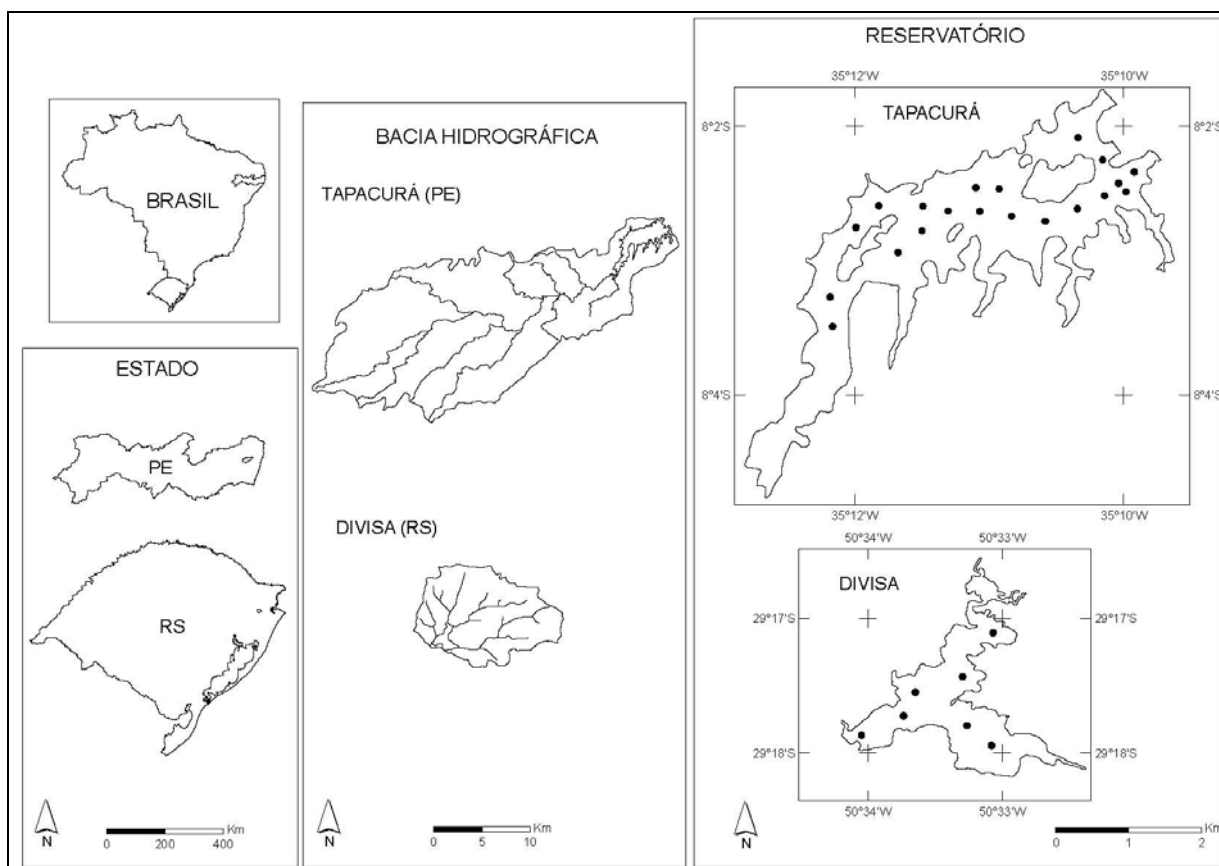 BRASIL
ESTADO
PE
RS
N
0 200 400 Km
BACIA HIDROGRÁFICA
TAPACURÁ (PE)
DIVISA (RS)
N
0 5 10 Km
RESERVATÓRIO
35°12'W 35°10'W
TAPACURÁ
8°2'S 8°2'S
8°4'S 8°4'S
35°12'W 35°10'W
50°34'W 50°33'W
DIVISA
29°17'S 29°17'S
29°18'S 29°18'S
50°34'W 50°33'W
N
0 1 2 Km